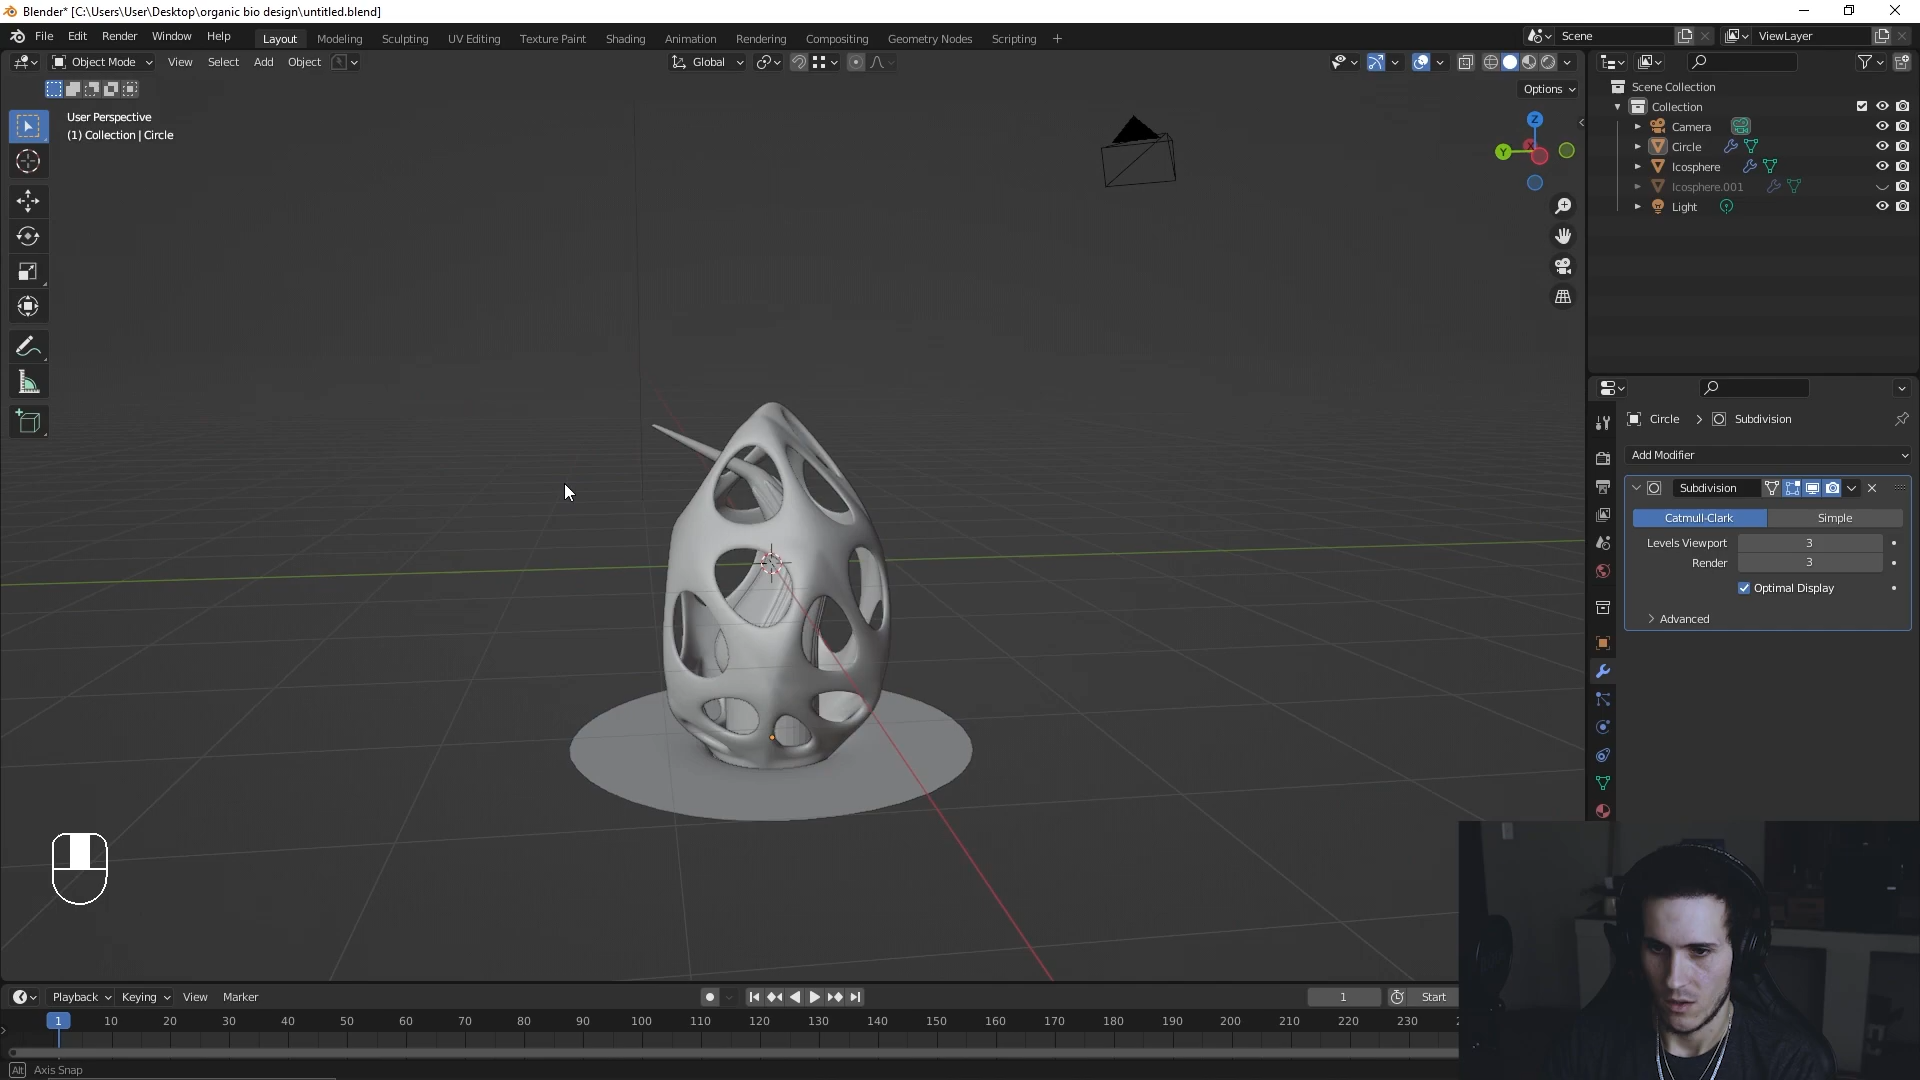 Blender* [C:\Users\User\Desktop\organic bio design\untitled.blend]
File Edit Render Window Help Layout Modeling Sculpting UV Editing Texture Paint Shading Animation Rendering Compositing Geometry Nodes Scripting + Scene ViewLayer
Object Mode View Select Add Object Global
Options
User Perspective
(1) Collection | Circle
Z
Y
X
Scene Collection
Collection
Camera
Circle
Icosphere
Icosphere.001
Light
Circle > Subdivision
Add Modifier
Subdivision
Catmull-Clark Simple
Levels Viewport 3
Render 3
Optimal Display
Advanced
Playback Keying View Marker 1 Start
1 10 20 30 40 50 60 70 80 90 100 110 120 130 140 150 160 170 180 190 200 210 220 230
Alt Axis Snap